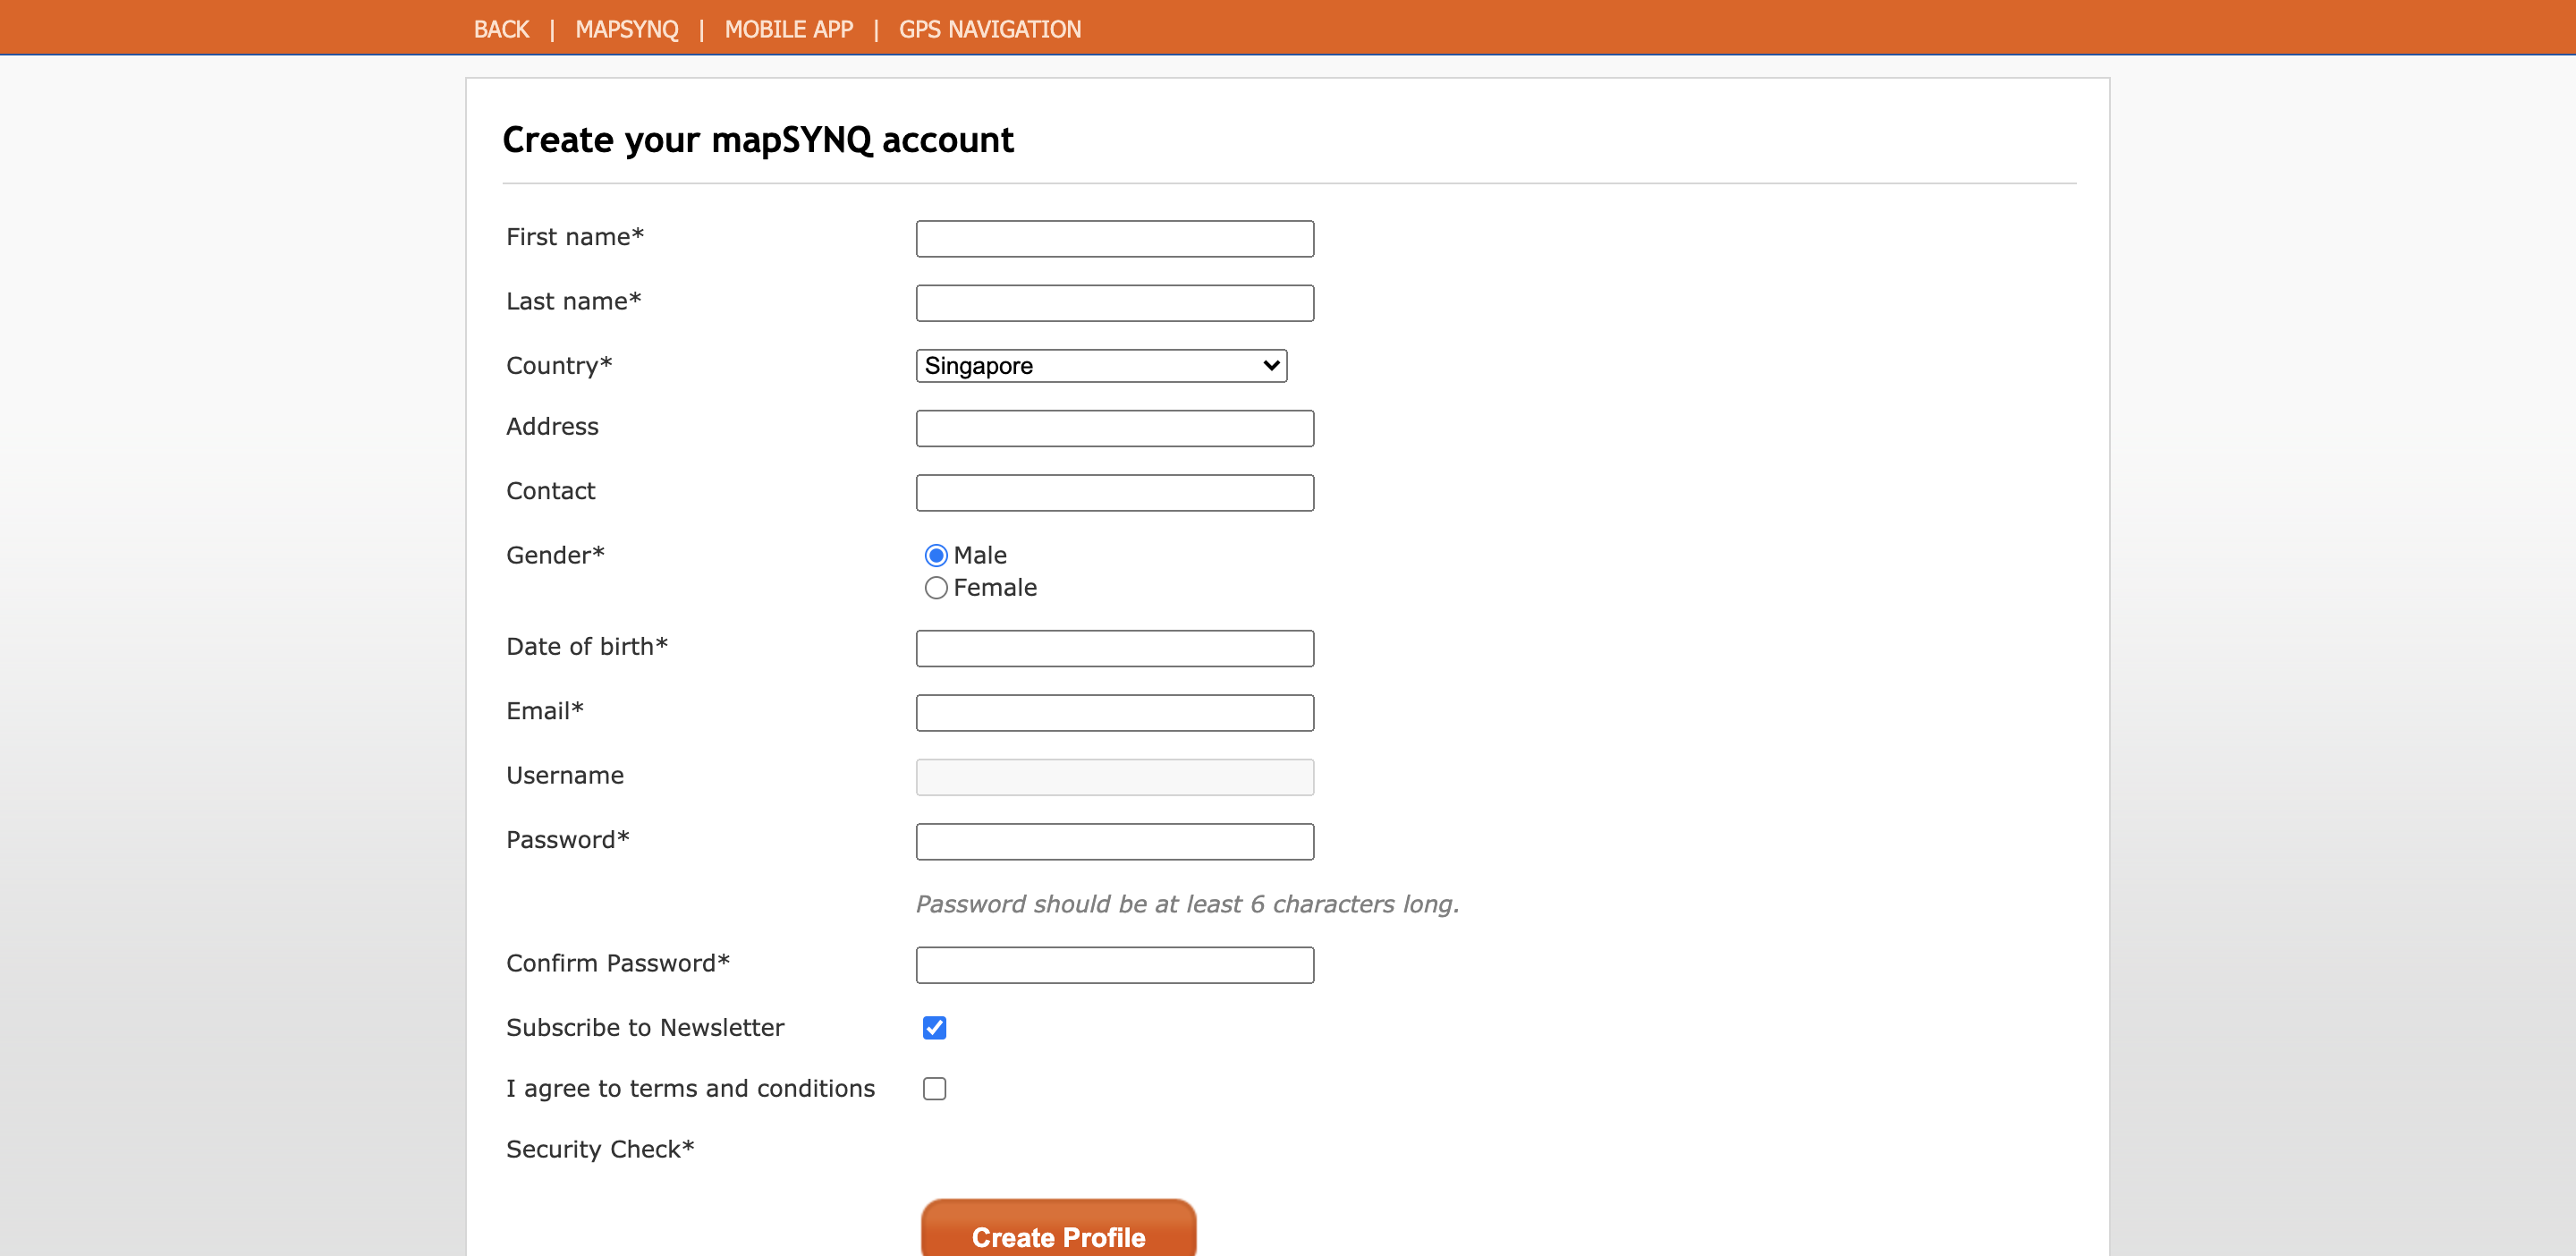 BACK | MAPSYNQ | MOBILE APP | GPS NAVIGATION
Create your mapSYNQ account
First name*
Last name*
Country* Singapore
Address
Contact
Gender* Male
Female
Date of birth*
Email*
Username
Password*
Password should be at least 6 characters long.
Confirm Password*
Subscribe to Newsletter
I agree to terms and conditions
Security Check*
Create Profile